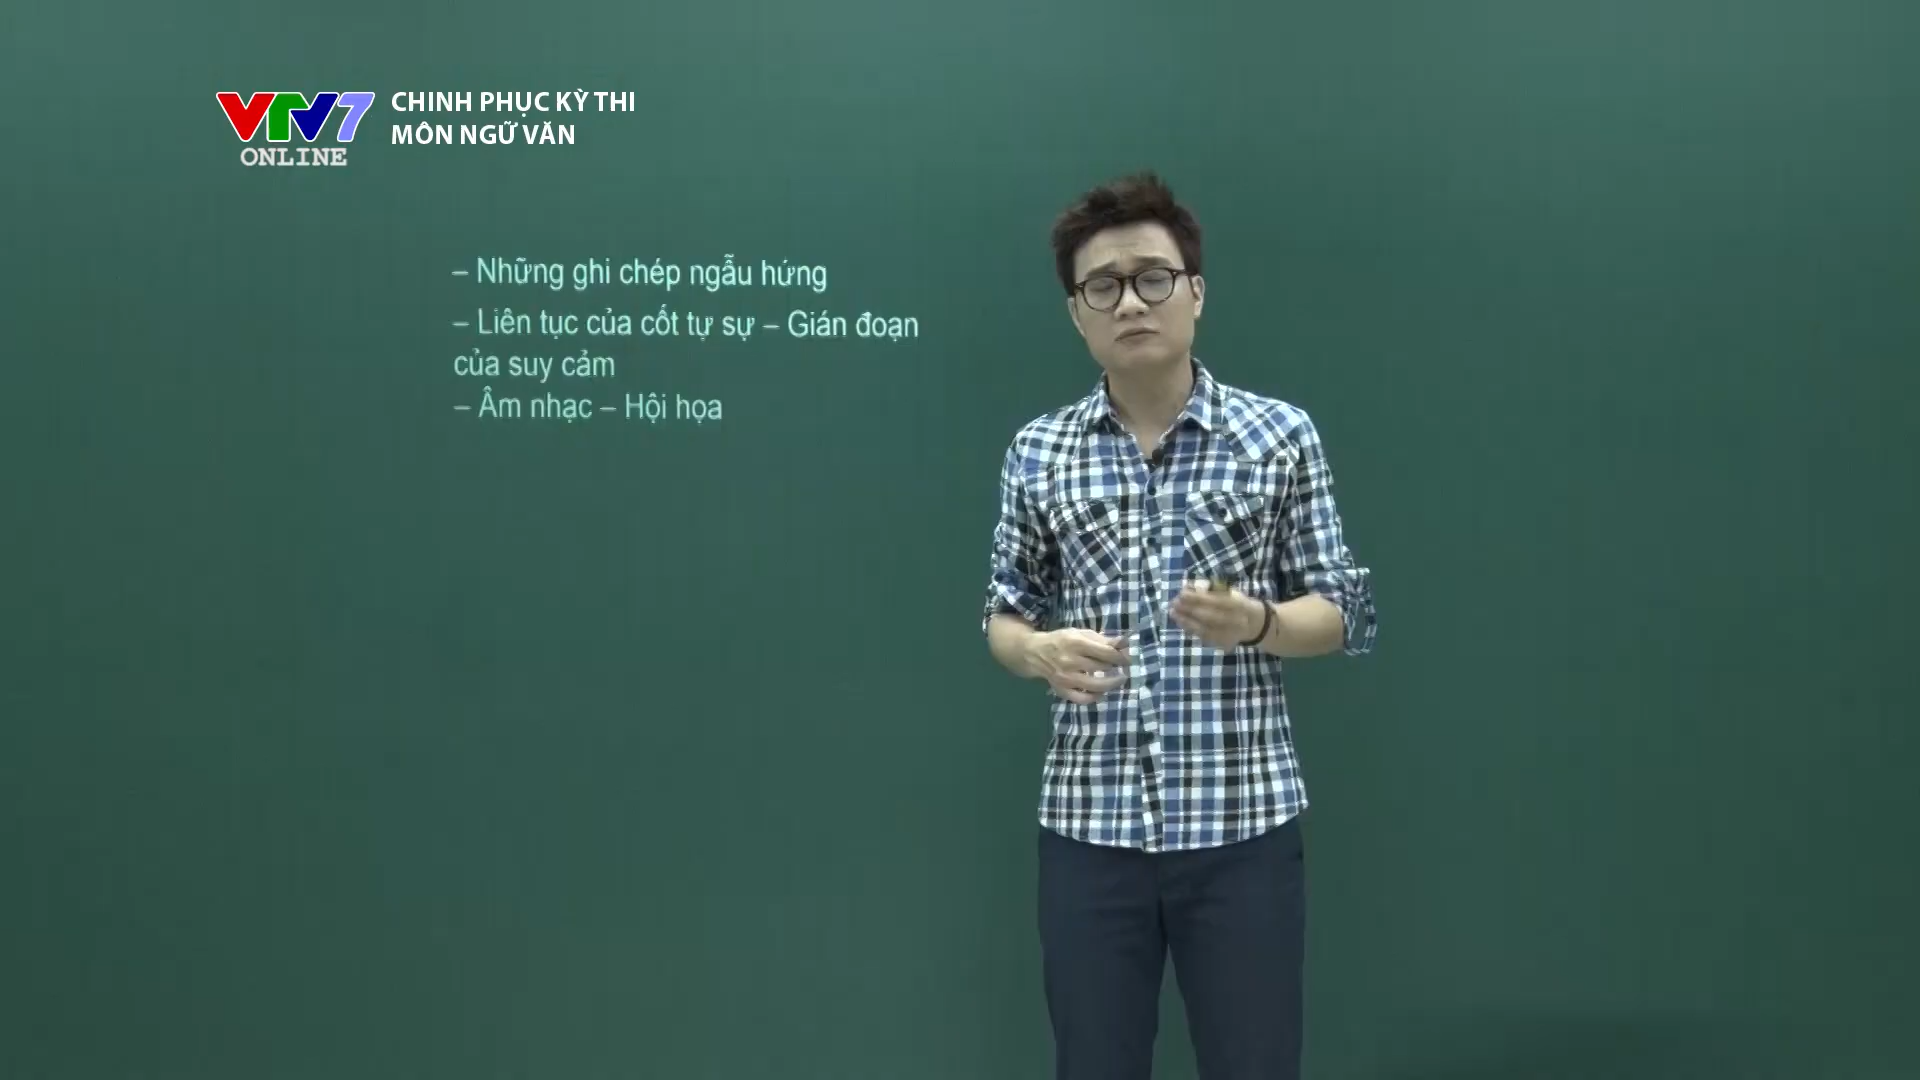 VTV7
ONLINE
CHINH PHỤC KỲ THI
MÔN NGỮ VĂN
– Những ghi chép ngẫu hứng
– Liên tục của cốt tự sự – Gián đoạn
của suy cảm
– Âm nhạc – Hội họa